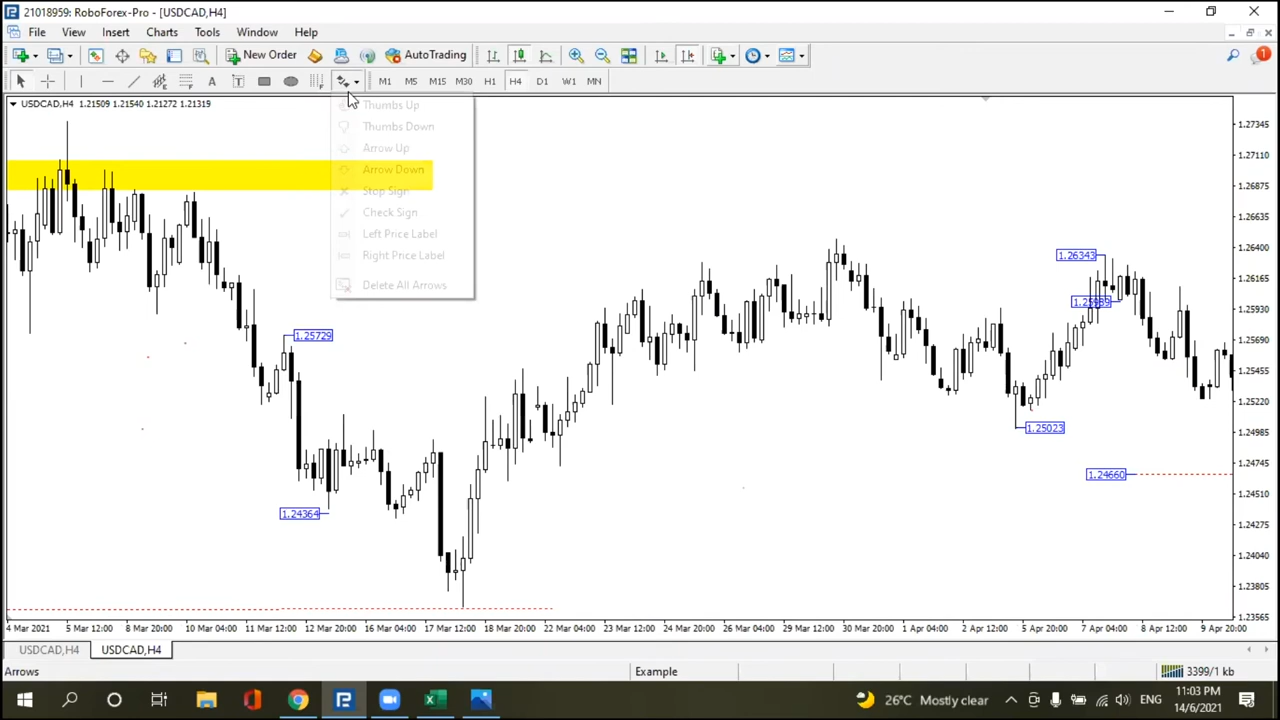 21018959: RoboForex-Pro - [USDCAD,H4]
File View Insert Charts Tools Window Help
New Order AutoTrading 1
A T M1 M5 M15 M30 H1 H4 D1 W1 MN
USDCAD,H4 1.21509 1.21540 1.21272 1.21319
Thumbs Up
Thumbs Down
Arrow Up
Arrow Down
Stop Sign
Check Sign
Left Price Label
Right Price Label
Delete All Arrows
1.27345
1.27110
1.26875
1.26635
1.26400
1.26165
1.25930
1.25690
1.25455
1.25220
1.24985
1.24745
1.24510
1.24275
1.24040
1.23805
1.23565
1.26343
1.25729
1.25023
1.24660
1.24364
4 Mar 2021 5 Mar 12:00 8 Mar 20:00 10 Mar 04:00 11 Mar 12:00 12 Mar 20:00 16 Mar 04:00 17 Mar 12:00 18 Mar 20:00 22 Mar 04:00 23 Mar 12:00 24 Mar 20:00 26 Mar 04:00 29 Mar 12:00 30 Mar 20:00 1 Apr 04:00 2 Apr 12:00 5 Apr 20:00 7 Apr 04:00 8 Apr 12:00 9 Apr 20:00
USDCAD,H4 USDCAD,H4
Arrows Example 3399/1 kb
26°C Mostly clear ENG 11:03 PM
14/6/2021